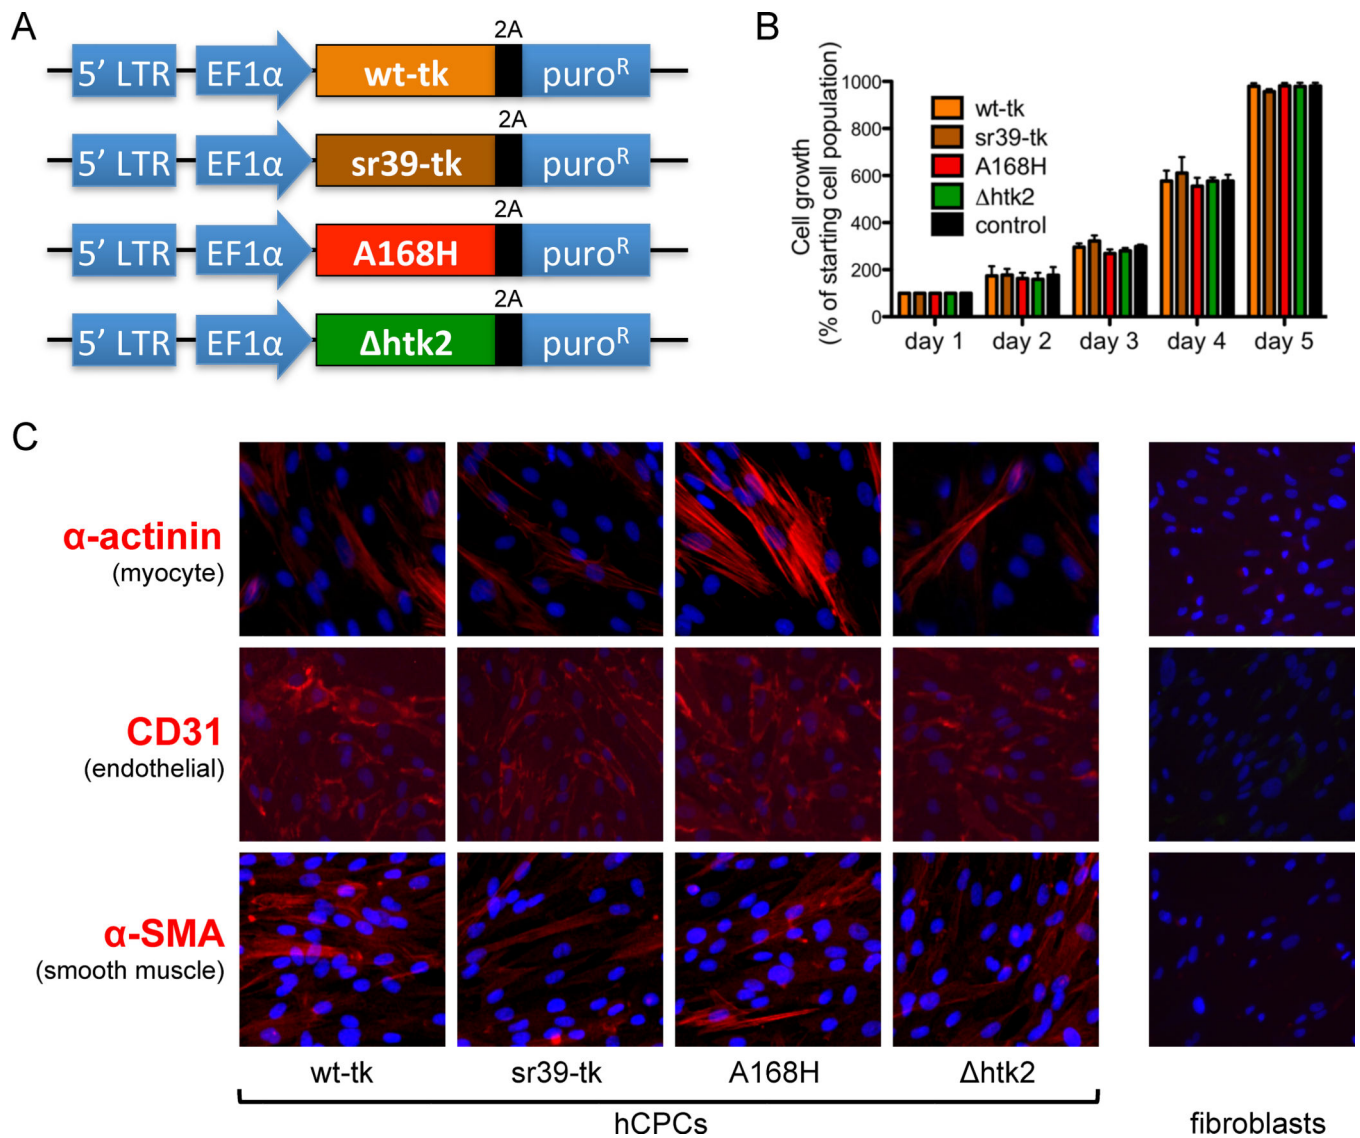 A
2A
5’ LTR EF1α wt-tk puroᴿ
2A
5’ LTR EF1α sr39-tk puroᴿ
2A
5’ LTR EF1α A168H puroᴿ
2A
5’ LTR EF1α Δhtk2 puroᴿ
B
Cell growth
(% of starting cell population)
1000
800
600
400
200
0
wt-tk
sr39-tk
A168H
Δhtk2
control
day 1 day 2 day 3 day 4 day 5
C
α-actinin
(myocyte)
CD31
(endothelial)
α-SMA
(smooth muscle)
wt-tk sr39-tk A168H Δhtk2
hCPCs fibroblasts